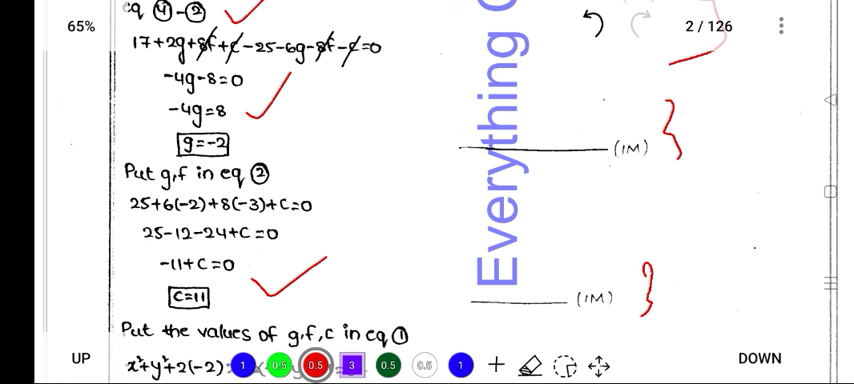 65%
2 / 126
eq ④-②
17+2g+8f+c-25-6g-8f-c=0
-4g-8=0
-4g=8
g=-2
(1M)
Put g,f in eq ②
25+6(-2)+8(-3)+C=0
25-12-24+C=0
-11+C=0
C=11
(1M)
Put the values of g,f,c in eq ①
x²+y²+2(-2)
Everything
UP
1
0.5
0.5
3
0.5
0.5
1
DOWN